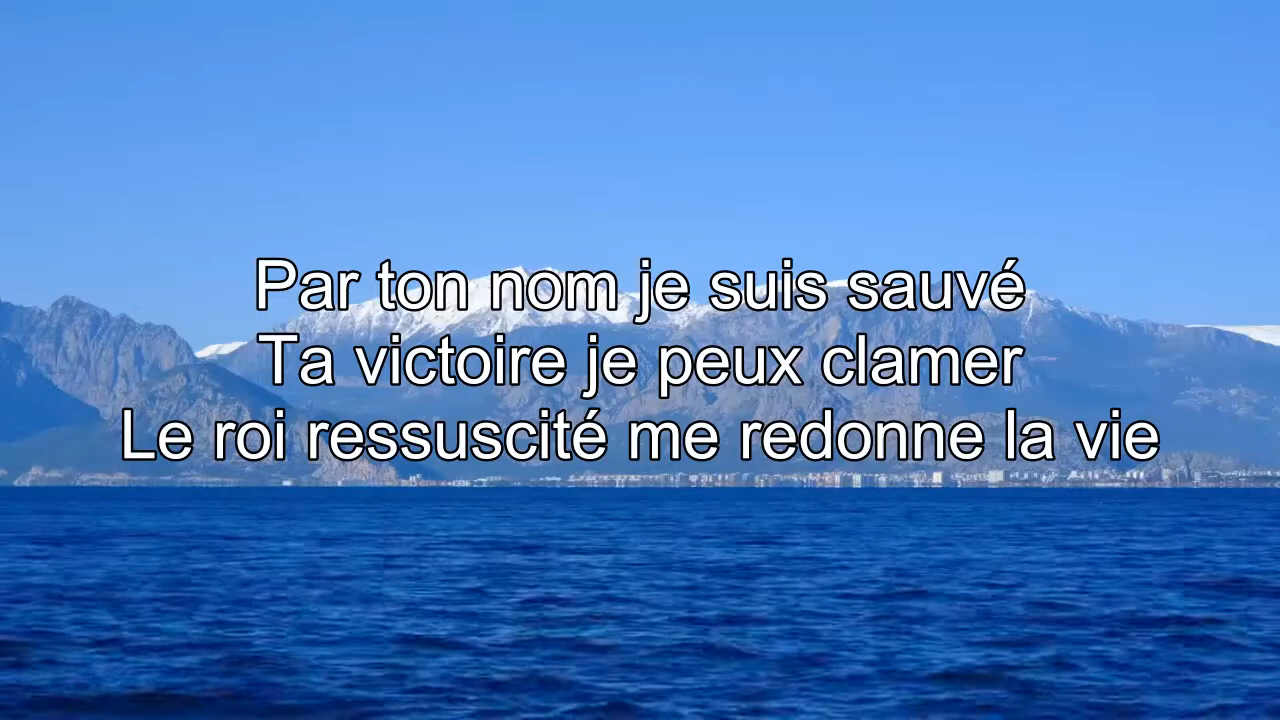 Par ton nom je suis sauvé
Ta victoire je peux clamer
Le roi ressuscité me redonne la vie